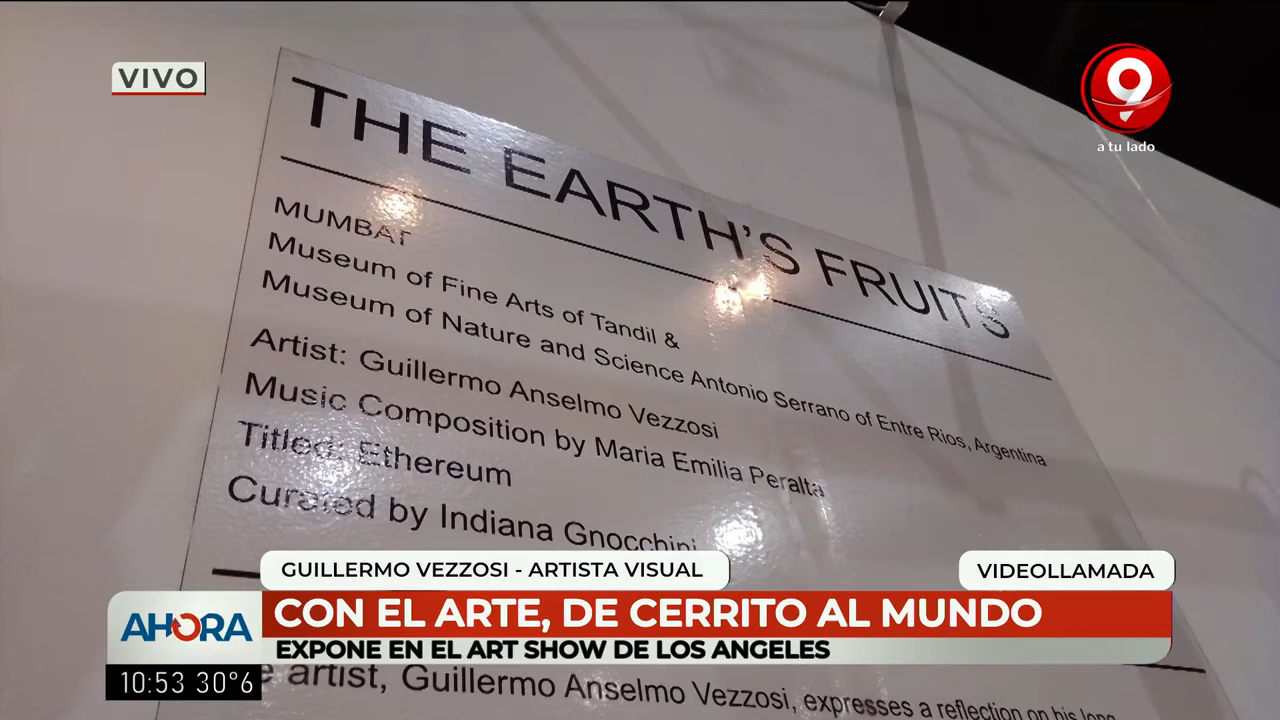 VIVO
9
a tu lado
THE EARTH'S FRUITS
MUMBAT
Museum of Fine Arts of Tandil &
Museum of Nature and Science Antonio Serrano of Entre Rios, Argentina
Artist: Guillermo Anselmo Vezzosi
Music Composition by Maria Emilia Peralta
Titled: Ethereum
Curated by Indiana Gnocchini
GUILLERMO VEZZOSI - ARTISTA VISUAL
VIDEOLLAMADA
AHORA
CON EL ARTE, DE CERRITO AL MUNDO
EXPONE EN EL ART SHOW DE LOS ANGELES
10:53 30°6
artist, Guillermo Anselmo Vezzosi, expresses a reflection on his long